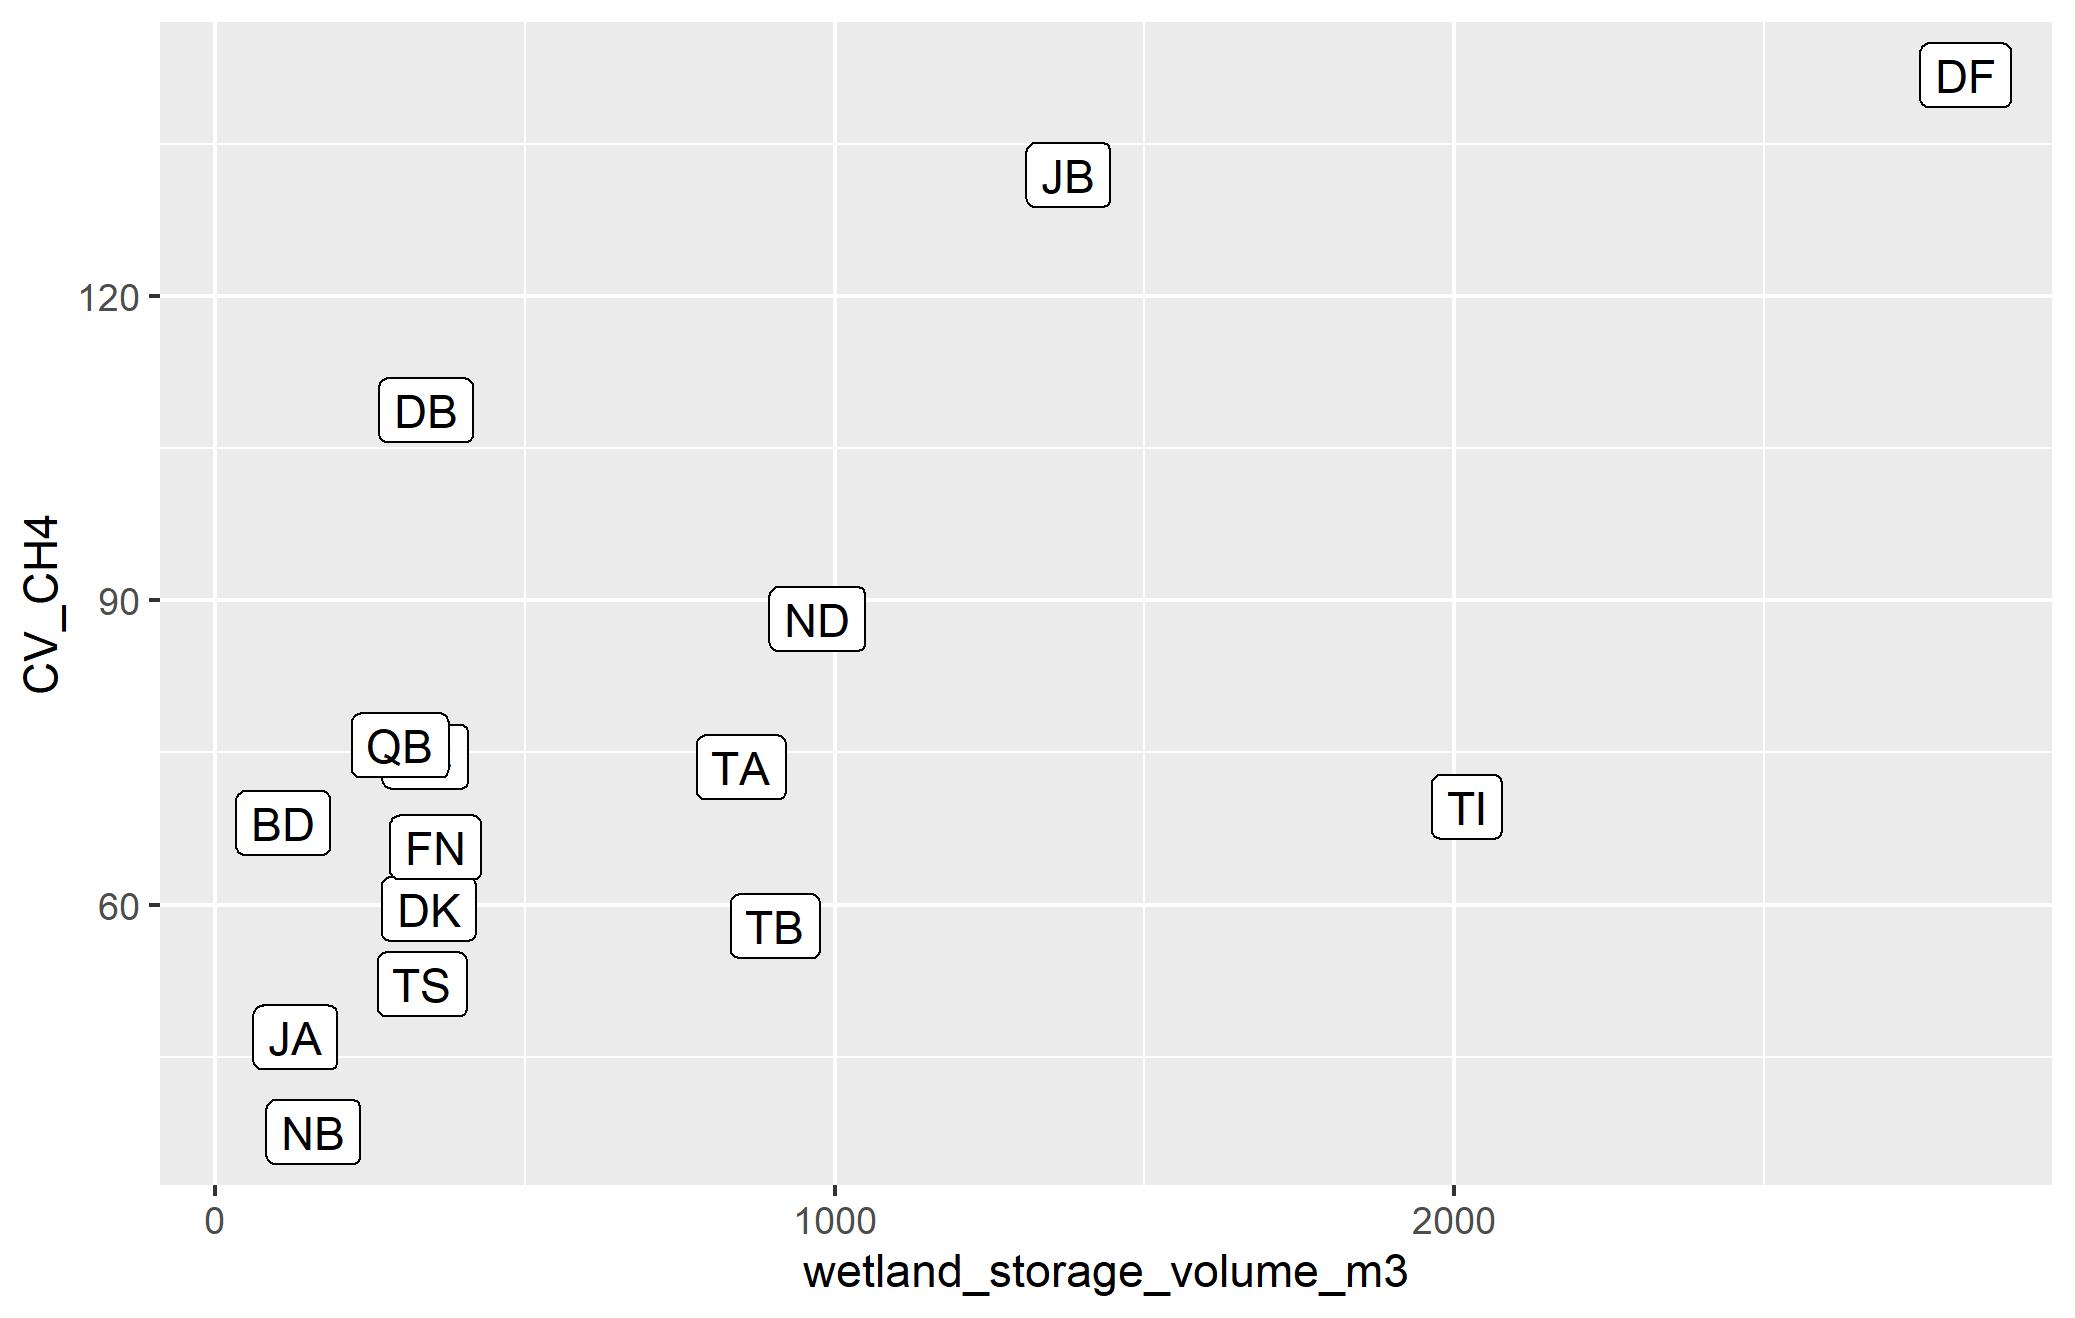 DF
JB
120
DB
90
ND
QB
TA
TI
BD
FN
60
DK
TB
TS
JA
NB
CV_CH4
0 1000 2000
wetland_storage_volume_m3